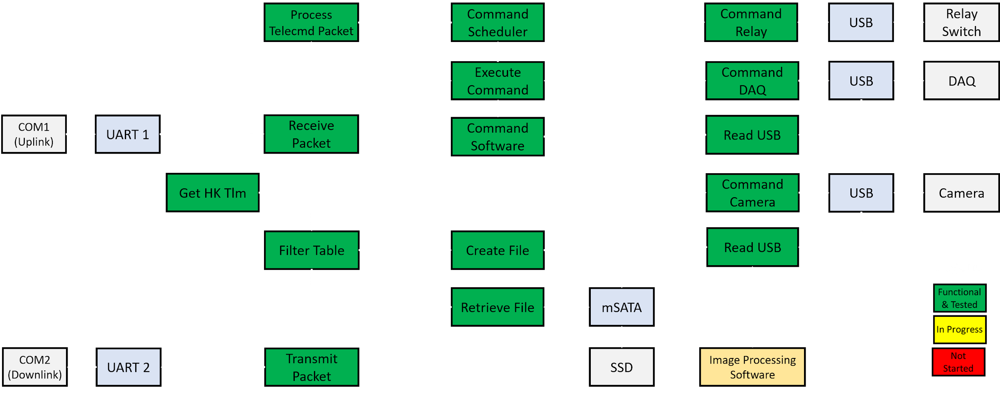 Process
Telecmd Packet
Command
Scheduler
Command
Relay
USB
Relay
Switch
Execute
Command
Command
DAQ
USB
DAQ
COM1
(Uplink)
UART 1
Receive
Packet
Command
Software
Read USB
Get HK Tlm
Command
Camera
USB
Camera
Filter Table
Create File
Read USB
Retrieve File
mSATA
Functional
& Tested
In Progress
COM2
(Downlink)
UART 2
Transmit
Packet
SSD
Image Processing
Software
Not
Started